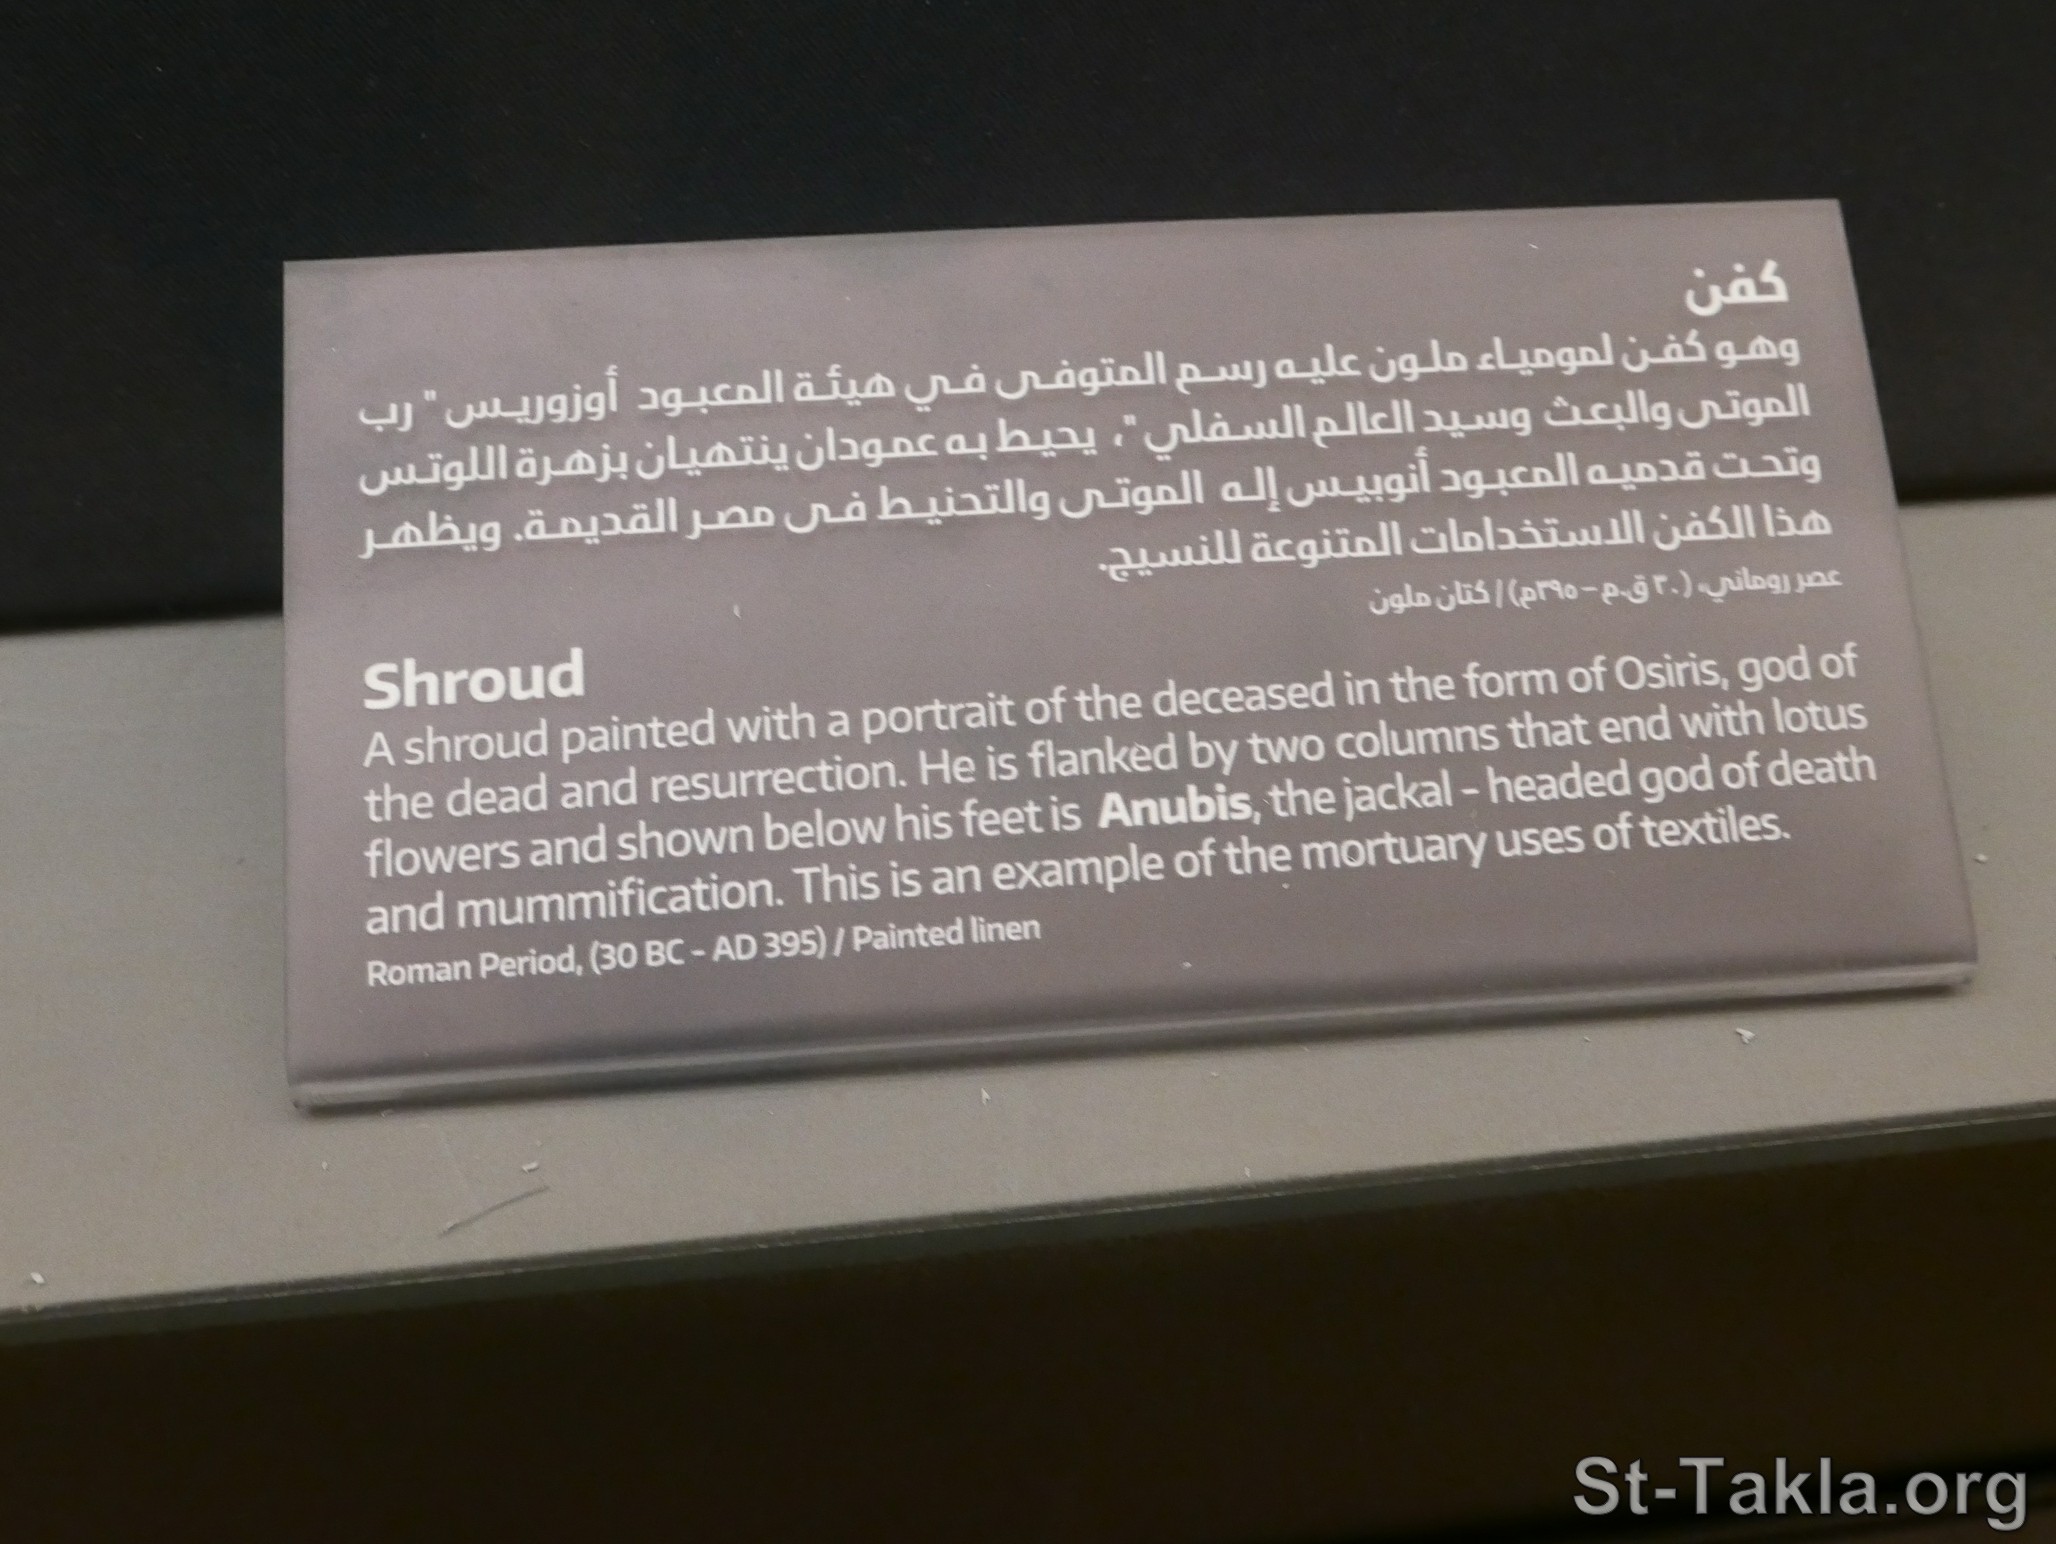 كفن
وهو كفن لمومياء ملون عليه رسم المتوفى في هيئة المعبود أوزوريس " رب
الموتى والبعث وسيد العالم السفلي"، يحيط به عمودان ينتهيان بزهرة اللوتس
وتحت قدميه المعبود أنوبيس إله الموتى والتحنيط فى مصر القديمة. ويظهر
هذا الكفن الاستخدامات المتنوعة للنسيج.
عصر روماني، (٣٠ ق.م – ٣٩٥م) / كتان ملون
Shroud
A shroud painted with a portrait of the deceased in the form of Osiris, god of
the dead and resurrection. He is flanked by two columns that end with lotus
flowers and shown below his feet is Anubis, the jackal - headed god of death
and mummification. This is an example of the mortuary uses of textiles.
Roman Period, (30 BC - AD 395) / Painted linen
St-Takla.org